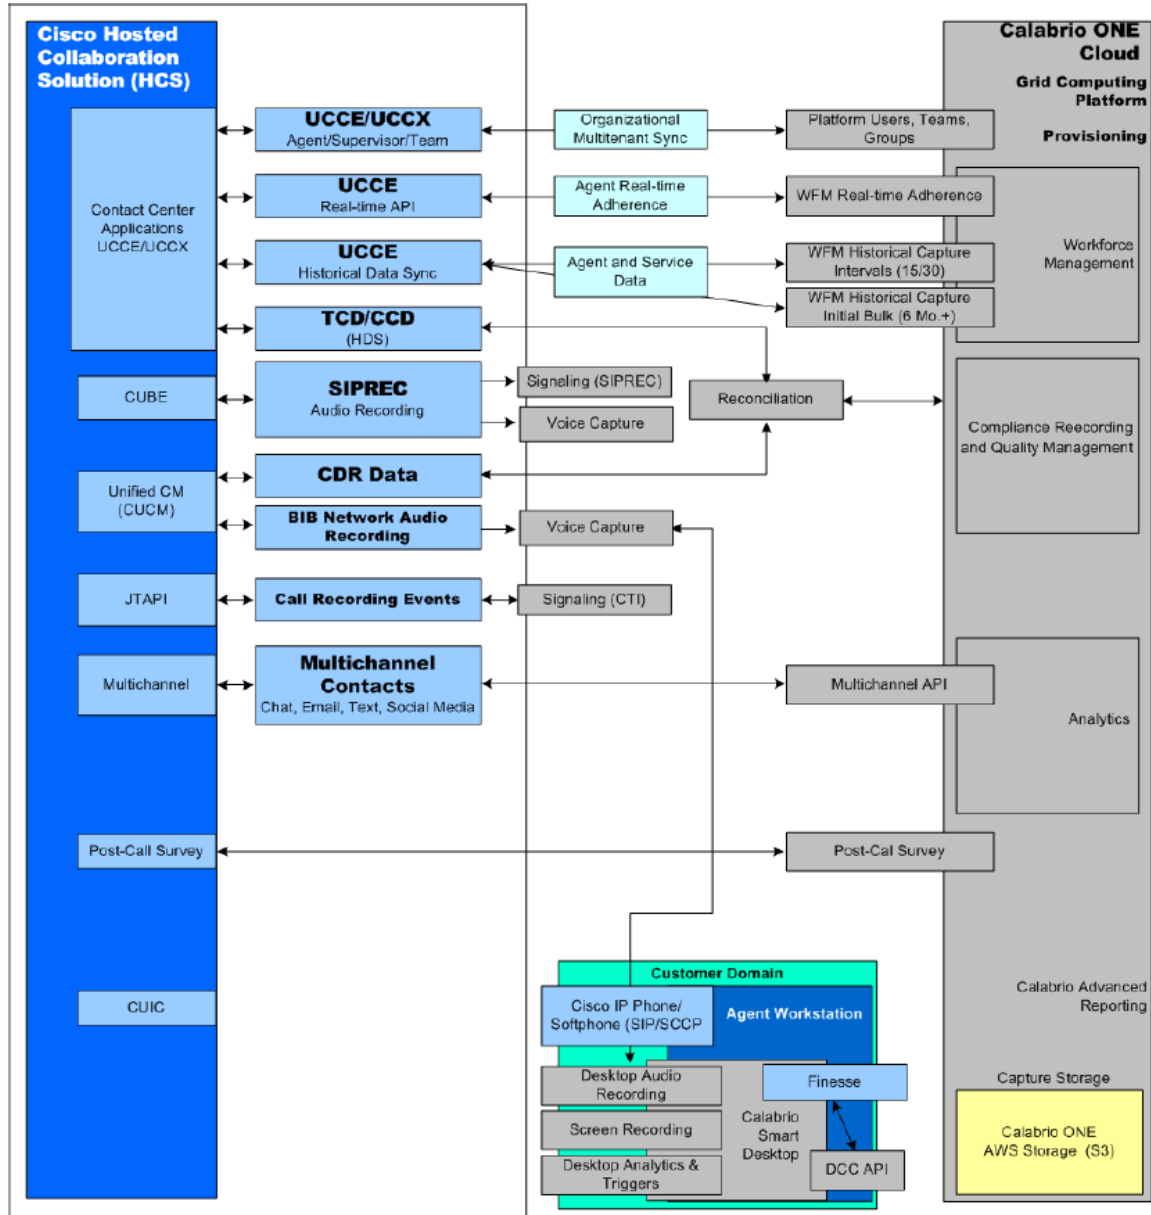 Cisco Hosted
Collaboration
Solution (HCS)
Calabrio ONE
Cloud
Grid Computing
Platform
Provisioning
UCCE/UCCX
Agent/Supervisor/Team
Organizational
Multitenant Sync
Platform Users, Teams,
Groups
Contact Center
Applications
UCCE/UCCX
UCCE
Real-time API
Agent Real-time
Adherence
WFM Real-time Adherence
Workforce
Management
UCCE
Historical Data Sync
Agent and Service
Data
WFM Historical Capture
Intervals (15/30)
WFM Historical Capture
Initial Bulk (6 Mo.+)
TCD/CCD
(HDS)
CUBE
SIPREC
Audio Recording
Signaling (SIPREC)
Voice Capture
Reconciliation
Compliance Reecording
and Quality Management
Unified CM
(CUCM)
CDR Data
BIB Network Audio
Recording
Voice Capture
JTAPI
Call Recording Events
Signaling (CTI)
Multichannel
Multichannel
Contacts
Chat, Email, Text, Social Media
Multichannel API
Analytics
Post-Call Survey
Post-Cal Survey
CUIC
Calabrio Advanced
Reporting
Customer Domain
Cisco IP Phone/
Softphone (SIP/SCCP
Agent Workstation
Desktop Audio
Recording
Screen Recording
Desktop Analytics &
Triggers
Calabrio
Smart
Desktop
Finesse
DCC API
Capture Storage
Calabrio ONE
AWS Storage (S3)